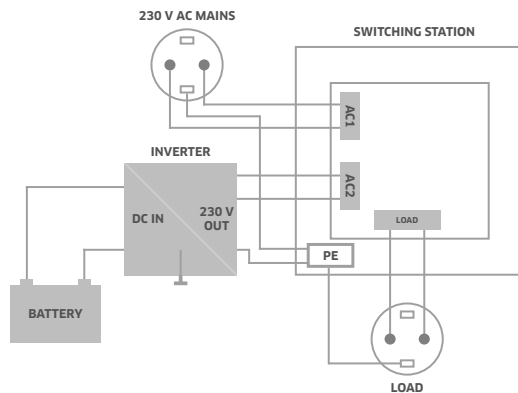 230 V AC MAINS
SWITCHING STATION
AC1
INVERTER
AC2
DC IN
230 V
OUT
LOAD
PE
BATTERY
LOAD